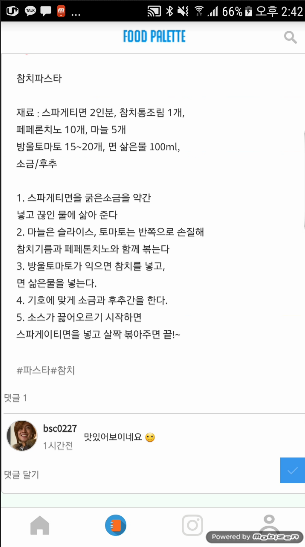 66% 오후 2:42
FOOD PALETTE
참치파스타
재료 : 스파게티면 2인분, 참치통조림 1개,
페페론치노 10개, 마늘 5개
방울토마토 15~20개, 면 삶은물 100ml,
소금/후추
1. 스파게티면을 굵은소금을 약간
넣고 끊인 물에 삶아 준다
2. 마늘은 슬라이스, 토마토는 반쪽으로 손질해
참치기름과 페페톤치노와 함께 볶는다
3. 방울토마토가 익으면 참치를 넣고,
면 삶은물을 넣는다.
4. 기호에 맞게 소금과 후추간을 한다.
5. 소스가 끓어오르기 시작하면
스파게이티면을 넣고 살짝 볶아주면 끝!~
#파스타#참치
댓글 1
bsc0227
맛있어보이네요
1시간전
댓글 달기
Powered by Mobizen